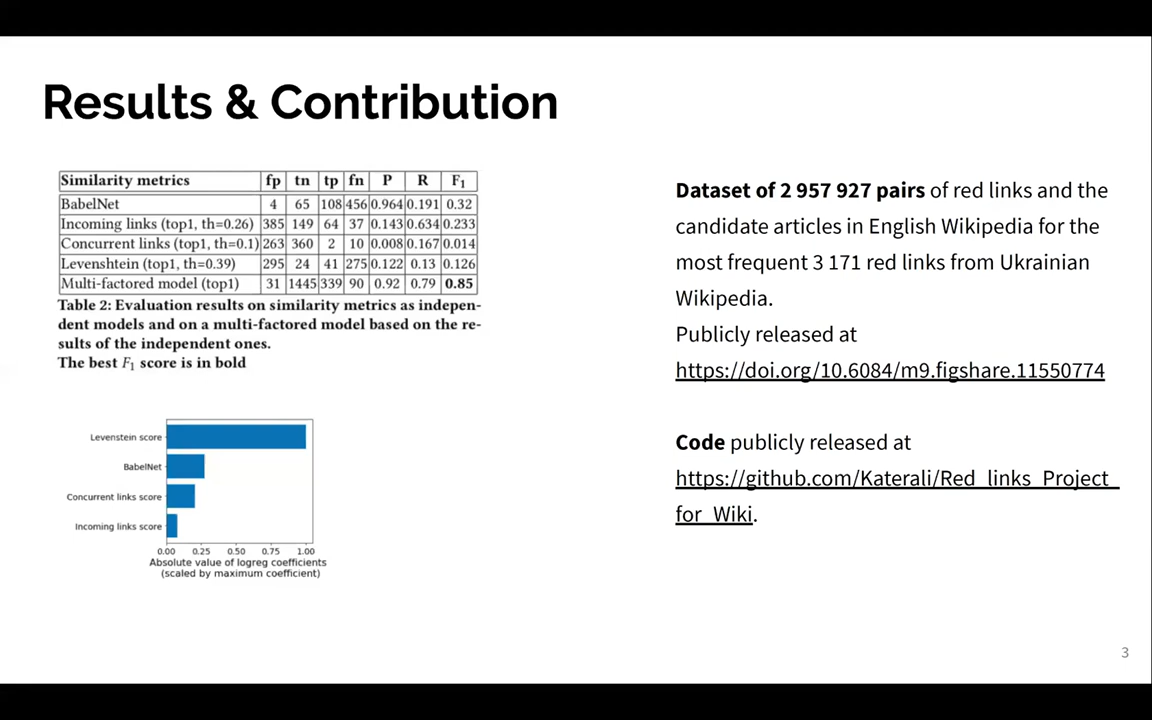 Results & Contribution
Similarity metrics fp tn tp fn P R F1
BabelNet 4 65 108 456 0.964 0.191 0.32
Incoming links (top1, th=0.26) 385 149 64 37 0.143 0.634 0.233
Concurrent links (top1, th=0.1) 263 360 2 10 0.008 0.167 0.014
Levenshtein (top1, th=0.39) 295 24 41 275 0.122 0.13 0.126
Multi-factored model (top1) 31 1445 339 90 0.92 0.79 0.85
Table 2: Evaluation results on similarity metrics as indepen-
dent models and on a multi-factored model based on the re-
sults of the independent ones.
The best F1 score is in bold
Levenstein score
BabelNet
Concurrent links score
Incoming links score
0.00 0.25 0.50 0.75 1.00
Absolute value of logreg coefficients
(scaled by maximum coefficient)
Dataset of 2 957 927 pairs of red links and the
candidate articles in English Wikipedia for the
most frequent 3 171 red links from Ukrainian
Wikipedia.
Publicly released at
https://doi.org/10.6084/m9.figshare.11550774
Code publicly released at
https://github.com/Katerali/Red_links_Project_
for_Wiki.
3